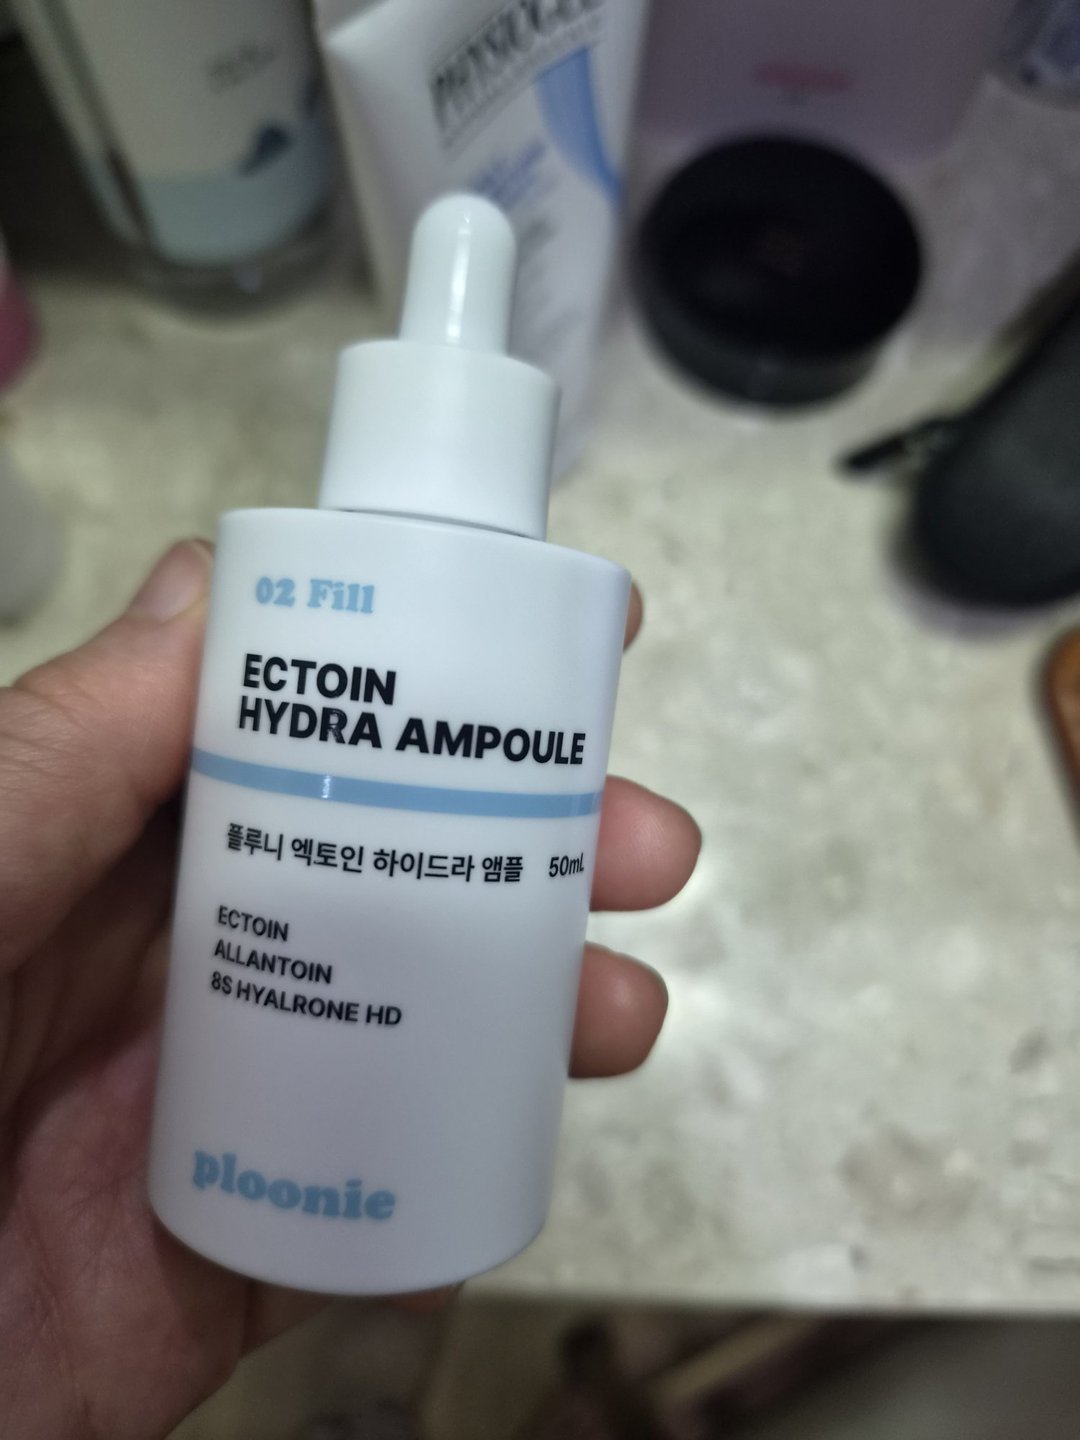 PHYSIOGEL
02 Fill
ECTOIN
HYDRA AMPOULE
플루니 엑토인 하이드라 앰플 50mL
ECTOIN
ALLANTOIN
8S HYALRONE HD
ploonie